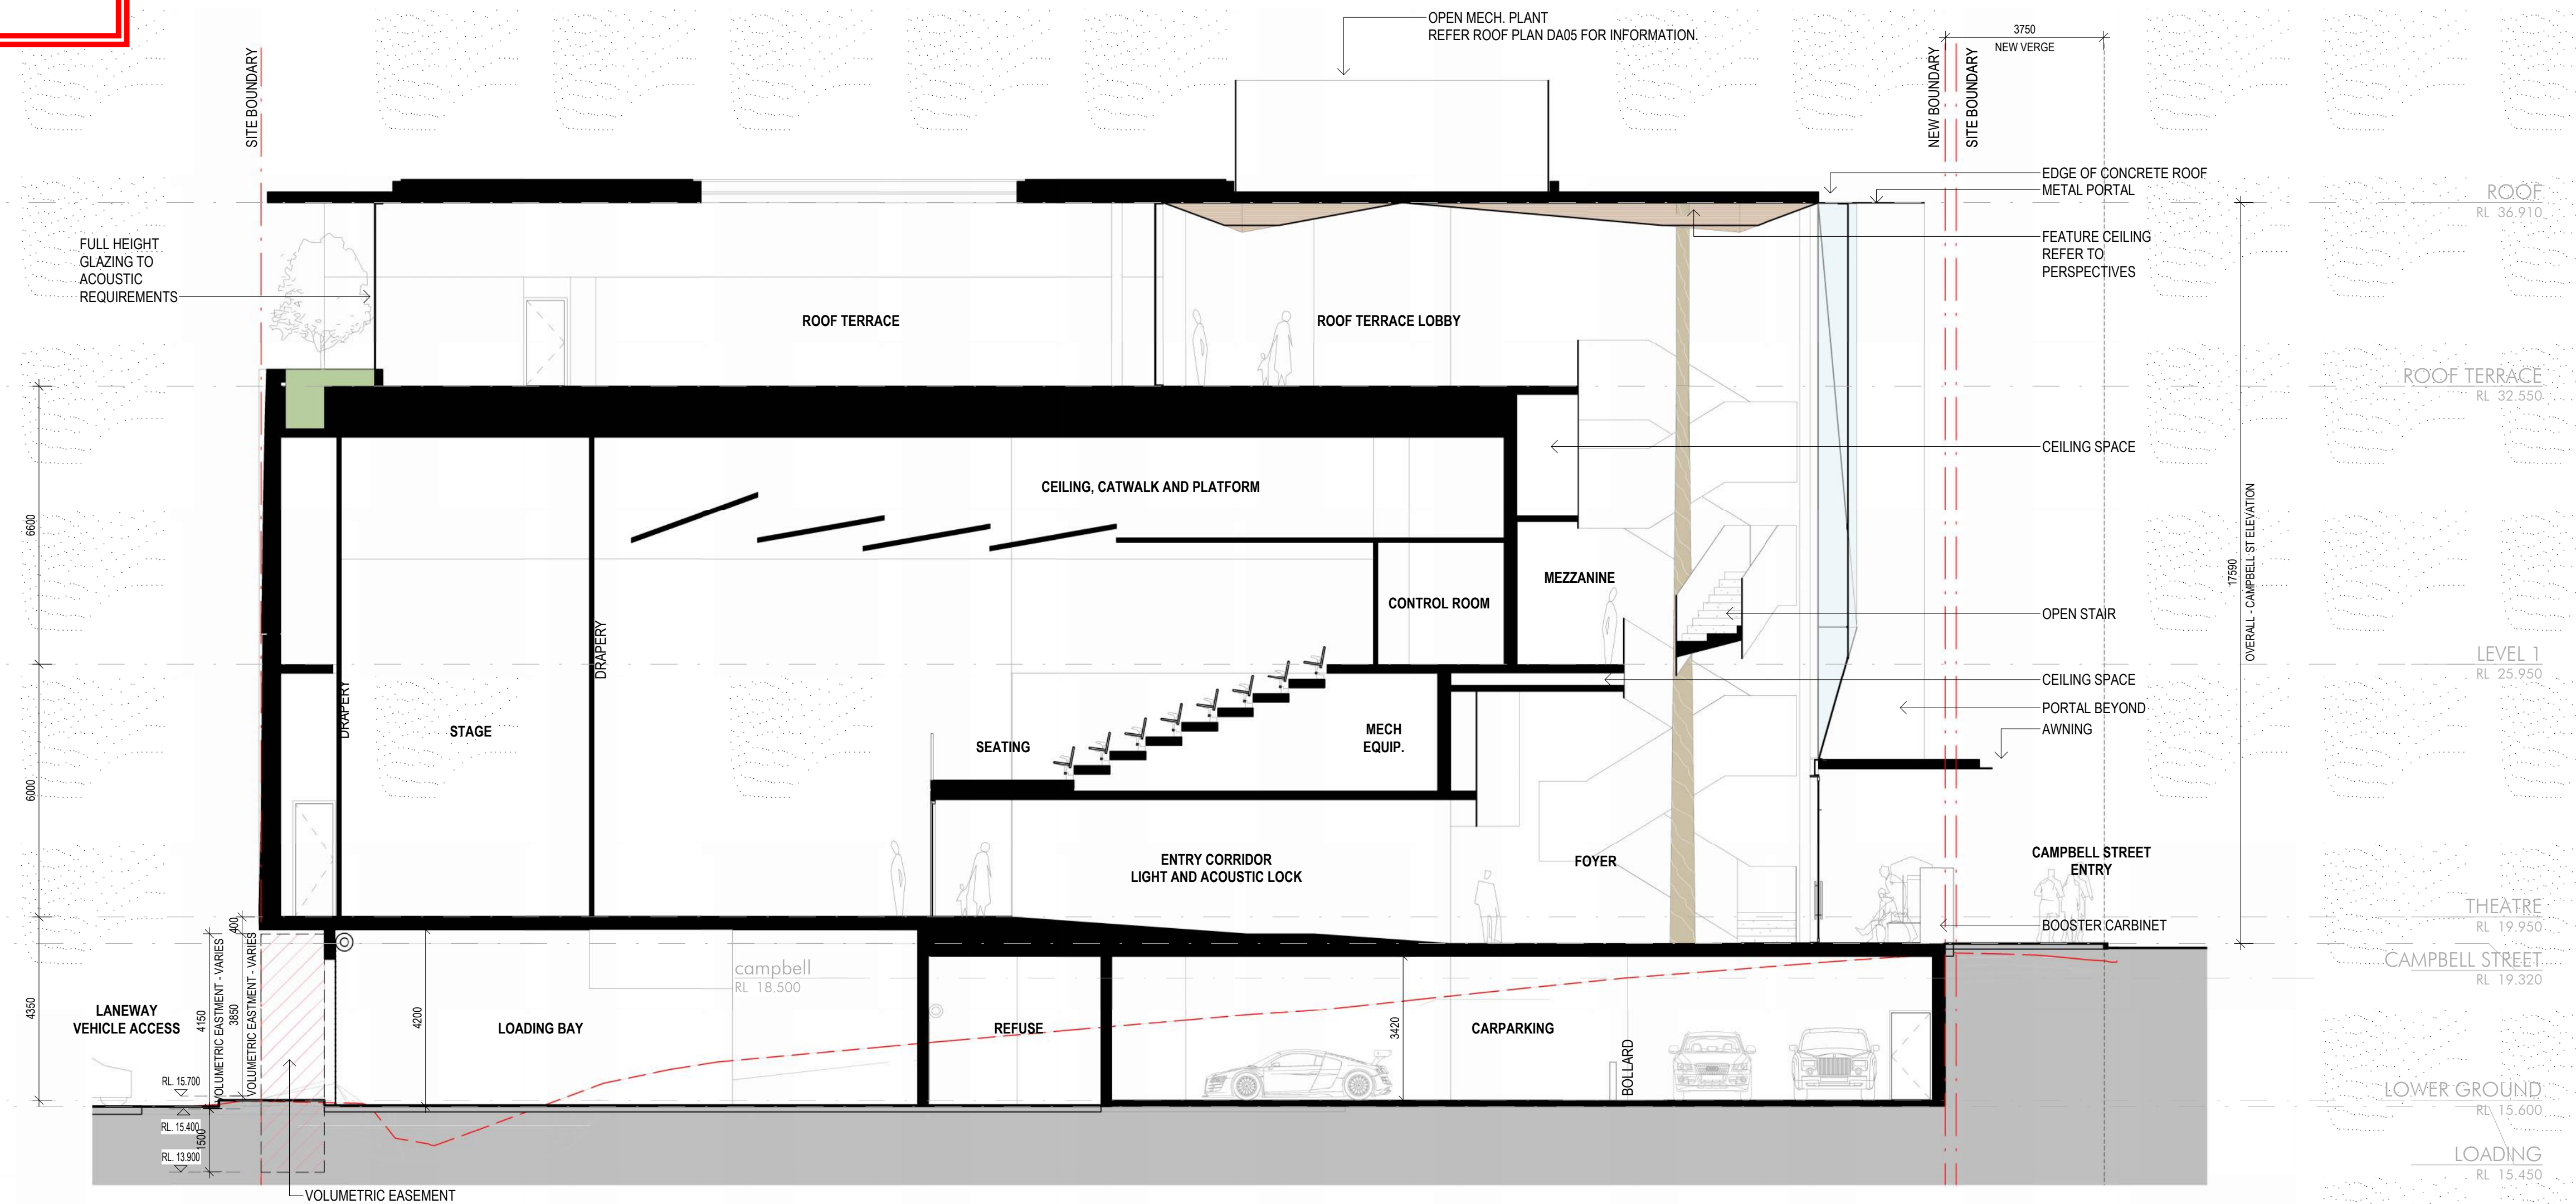 OPEN MECH. PLANT
REFER ROOF PLAN DA05 FOR INFORMATION.
3750
NEW VERGE
SITE BOUNDARY
NEW BOUNDARY
SITE BOUNDARY
EDGE OF CONCRETE ROOF
METAL PORTAL
ROOF
RL 36.910
FULL HEIGHT
GLAZING TO
ACOUSTIC
REQUIREMENTS
FEATURE CEILING
REFER TO
PERSPECTIVES
ROOF TERRACE
ROOF TERRACE LOBBY
ROOF TERRACE
RL 32.550
CEILING SPACE
CEILING, CATWALK AND PLATFORM
6600
17590
OVERALL - CAMPBELL ST ELEVATION
MEZZANINE
CONTROL ROOM
OPEN STAIR
DRAPERY
LEVEL 1
RL 25.950
CEILING SPACE
DRAPERY
PORTAL BEYOND
STAGE
AWNING
SEATING
MECH
EQUIP.
6000
ENTRY CORRIDOR
LIGHT AND ACOUSTIC LOCK
FOYER
CAMPBELL STREET
ENTRY
THEATRE
RL 19.950
400
BOOSTER CARBINET
CAMPBELL STREET
RL 19.320
campbell
RL 18.500
4350
LANEWAY
VEHICLE ACCESS
4150
VOLUMETRIC EASTMENT - VARIES
3850
VOLUMETRIC EASTMENT - VARIES
4200
LOADING BAY
REFUSE
3420
CARPARKING
BOLLARD
RL. 15.700
LOWER GROUND
RL 15.600
RL. 15.400
1500
RL. 13.900
LOADING
RL 15.450
VOLUMETRIC EASEMENT